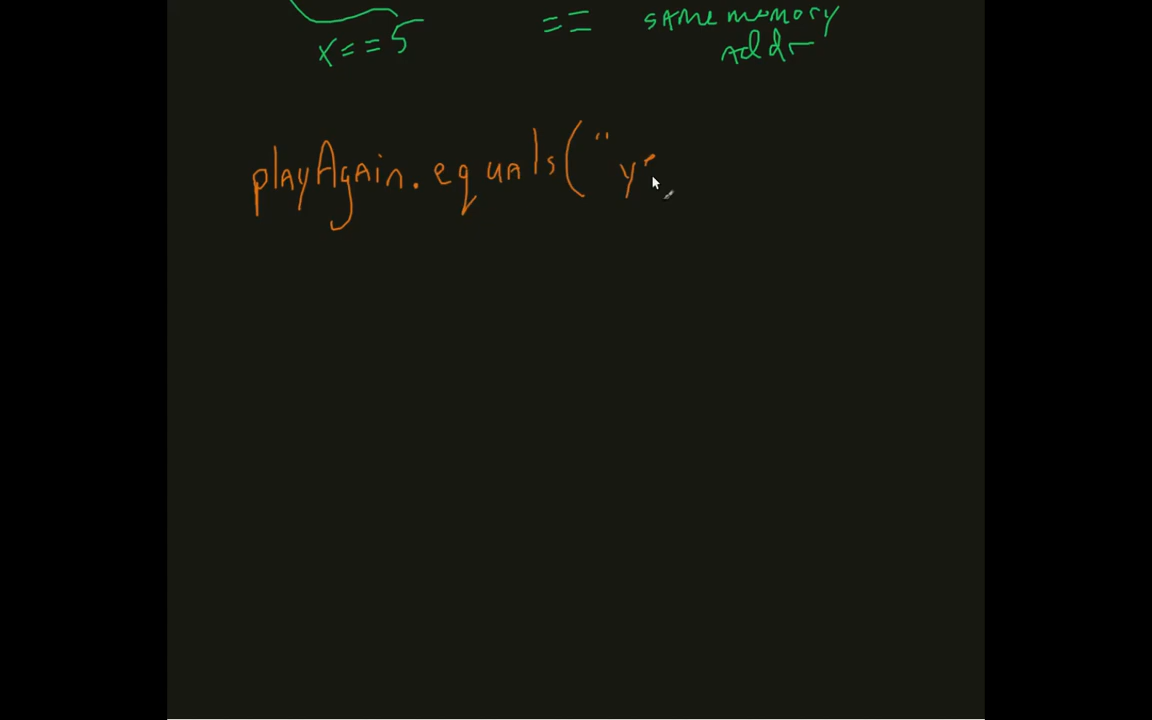 x == 5
== same memory
addr
playAgain.equals("y"